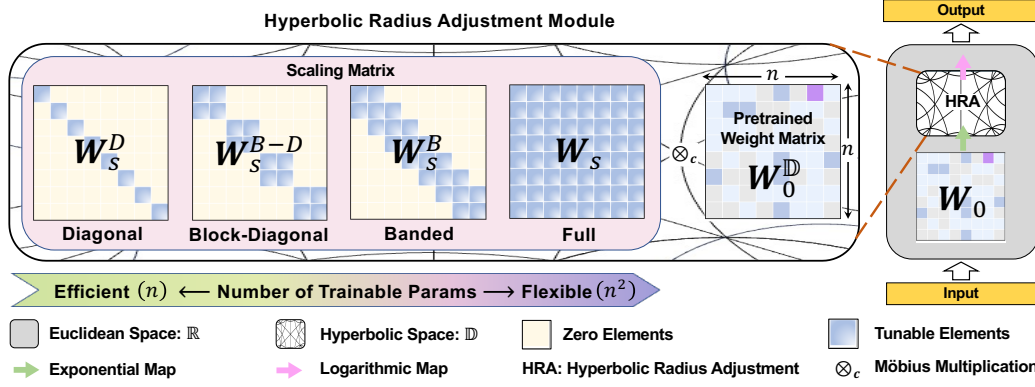 Hyperbolic Radius Adjustment Module
Output
Scaling Matrix
n
HRA
Pretrained
Weight Matrix
W_s^D
W_s^{B-D}
W_s^B
W_s
⊗_c
W_0^𝔻
n
W_0
Diagonal
Block-Diagonal
Banded
Full
Efficient (n) ⟵ Number of Trainable Params ⟶ Flexible (n²)
Input
Euclidean Space: ℝ
Hyperbolic Space: 𝔻
Zero Elements
Tunable Elements
Exponential Map
Logarithmic Map
HRA: Hyperbolic Radius Adjustment
⊗_c Möbius Multiplication